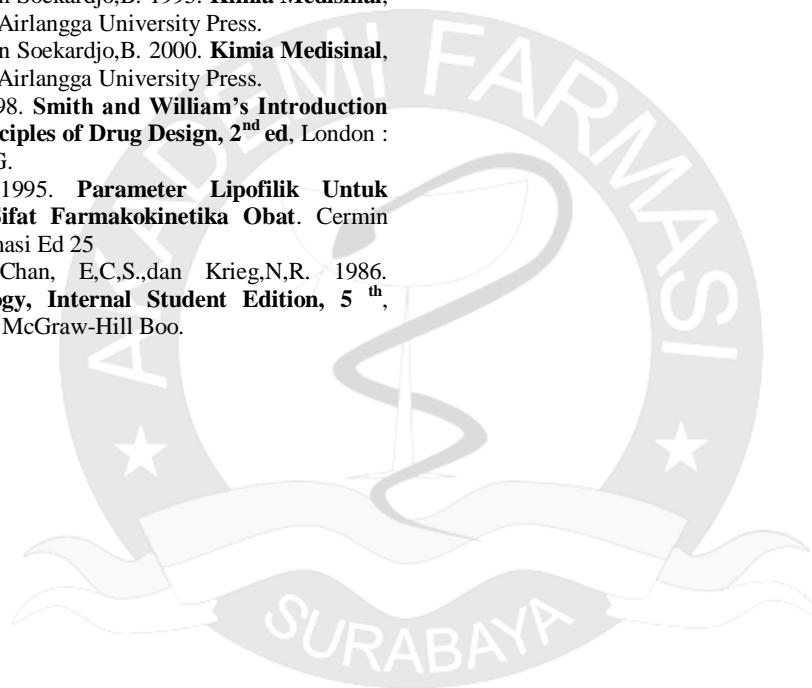 n Soekardjo,B. 1995. Kimia Medisinal,
Airlangga University Press.
n Soekardjo,B. 2000. Kimia Medisinal,
Airlangga University Press.
98. Smith and William's Introduction
ciples of Drug Design, 2nd ed, London :
G.
1995. Parameter Lipofilik Untuk
Sifat Farmakokinetika Obat. Cermin
masi Ed 25
Chan, E,C,S.,dan Krieg,N,R. 1986.
ogy, Internal Student Edition, 5 th,
McGraw-Hill Boo.
AKADEMI FARMASI
SURABAYA